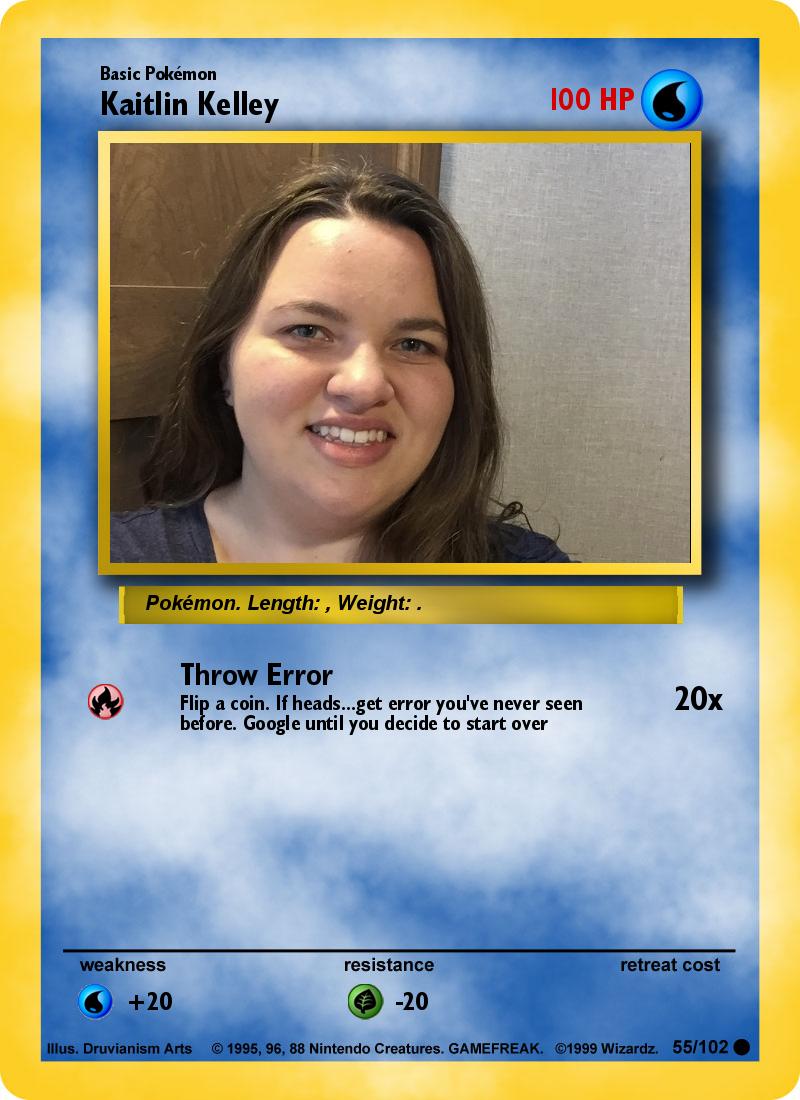 Basic Pokémon
Kaitlin Kelley
100 HP
Pokémon. Length: , Weight: .
Throw Error
Flip a coin. If heads...get error you've never seen
before. Google until you decide to start over
20x
weakness resistance retreat cost
+20 -20
Illus. Druvianism Arts © 1995, 96, 88 Nintendo Creatures. GAMEFREAK. ©1999 Wizardz. 55/102